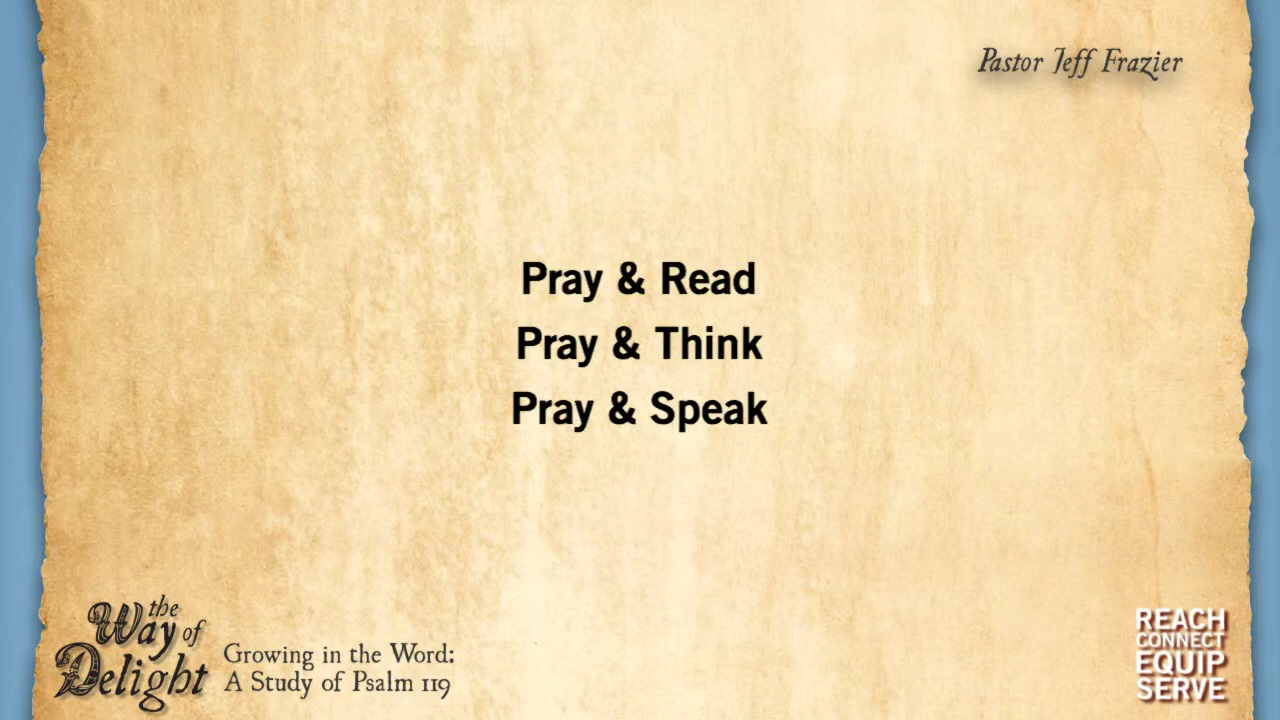 Pastor Jeff Frazier
Pray & Read
Pray & Think
Pray & Speak
the
Way of
Delight
Growing in the Word:
A Study of Psalm 119
REACH
CONNECT
EQUIP
SERVE